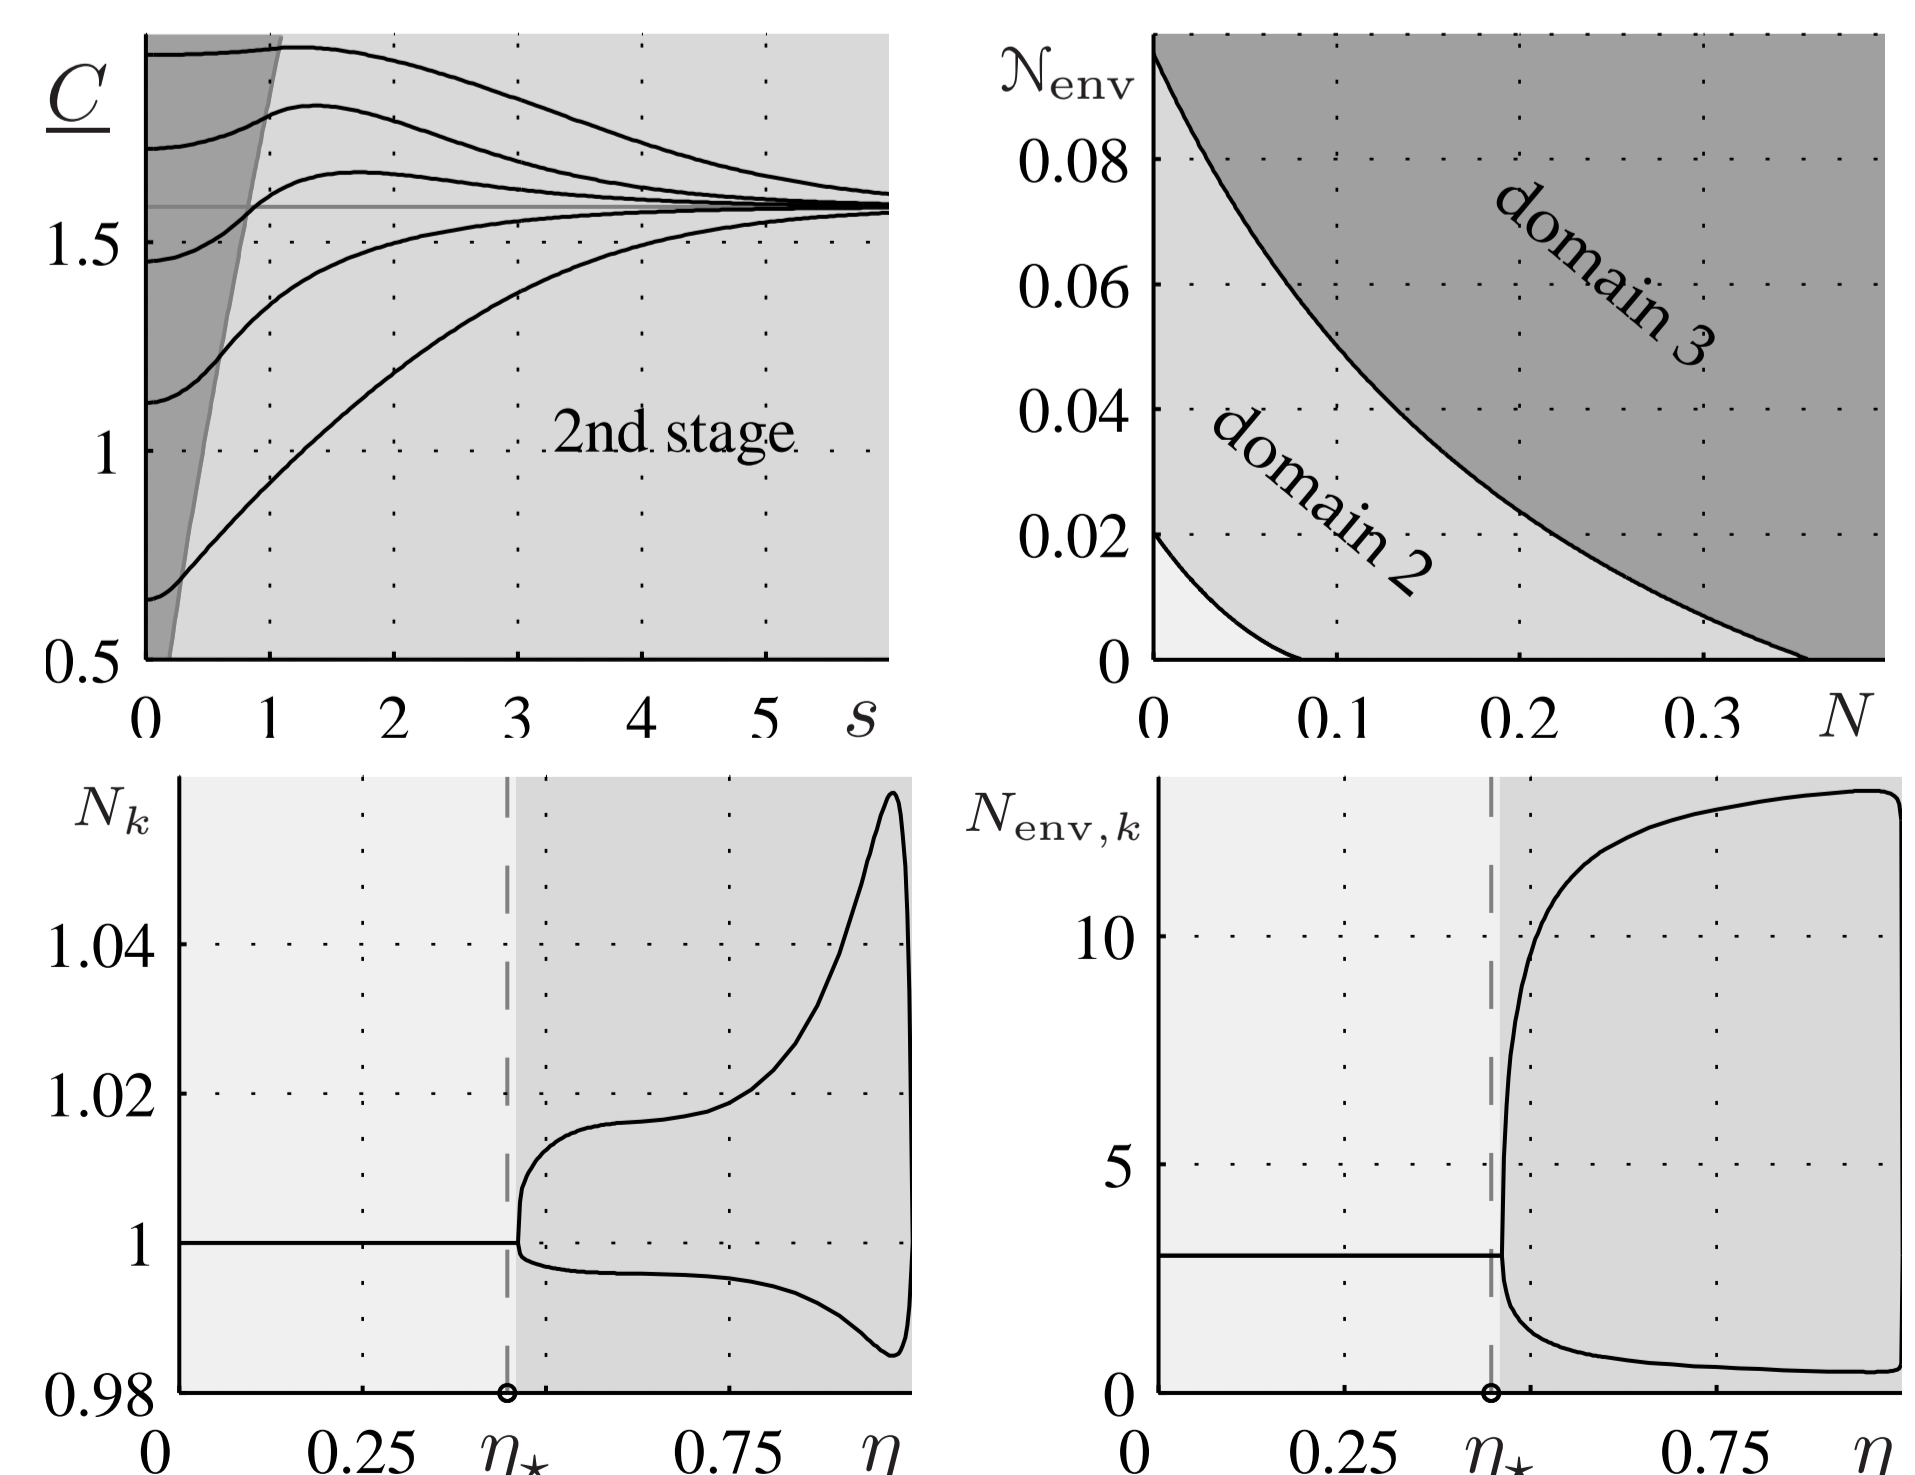 C
1.5
1
0.5
0 1 2 3 4 5 s
2nd stage
𝒩env
0.08
0.06
0.04
0.02
0
0 0.1 0.2 0.3 N
domain 3
domain 2
Nk
1.04
1.02
1
0.98
0 0.25 η⋆ 0.75 η
Nenv,k
10
5
0
0 0.25 η⋆ 0.75 η